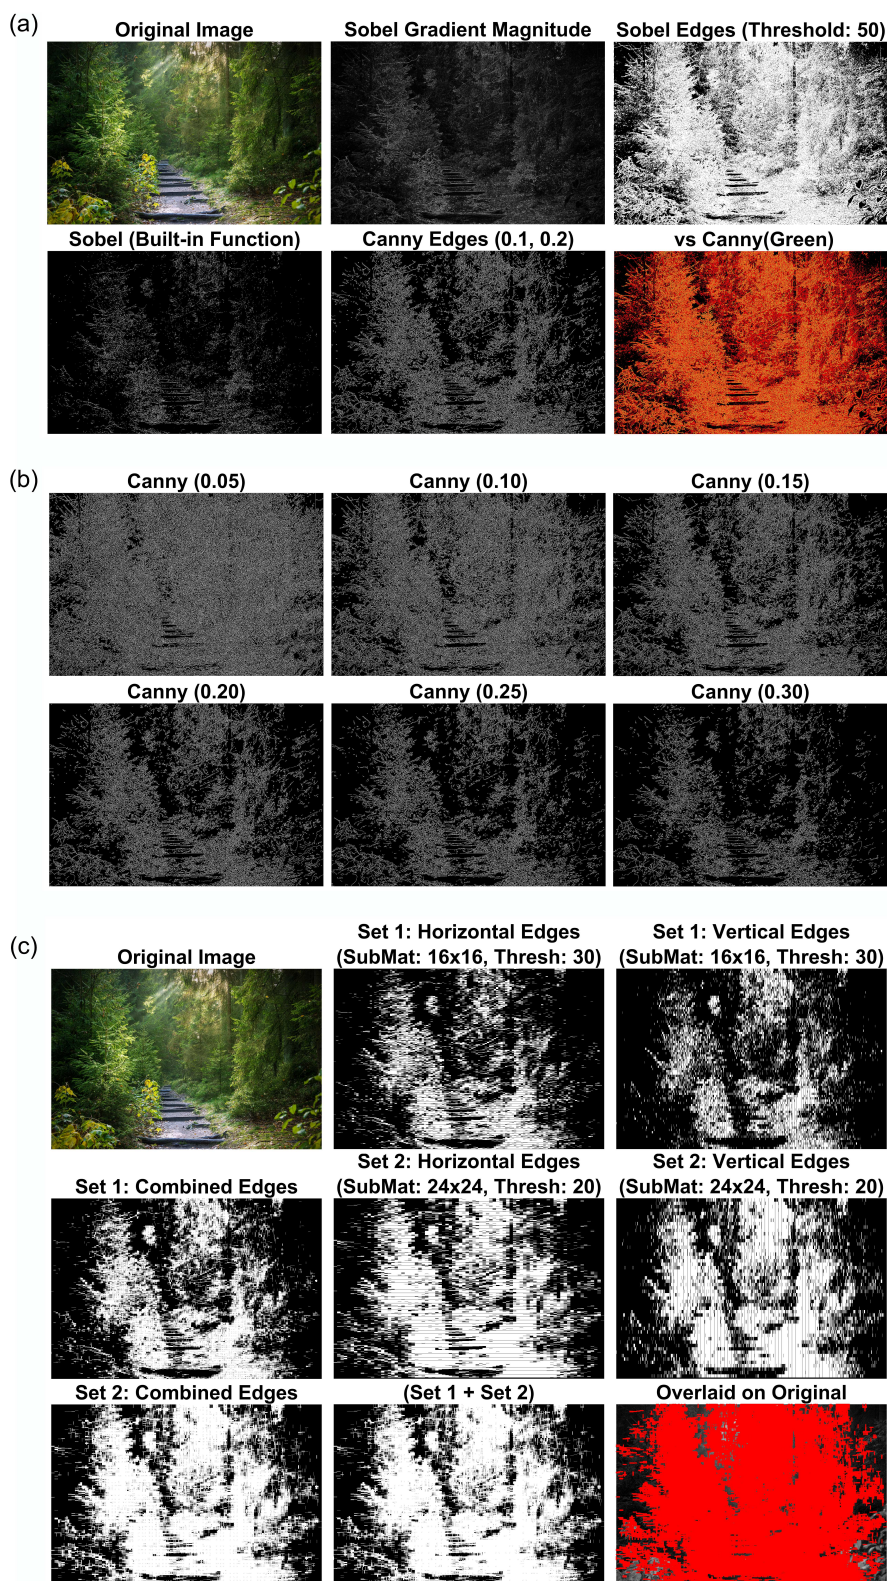 (a)
Original Image
Sobel Gradient Magnitude
Sobel Edges (Threshold: 50)
Sobel (Built-in Function)
Canny Edges (0.1, 0.2)
vs Canny(Green)
(b)
Canny (0.05)
Canny (0.10)
Canny (0.15)
Canny (0.20)
Canny (0.25)
Canny (0.30)
(c)
Original Image
Set 1: Horizontal Edges
(SubMat: 16x16, Thresh: 30)
Set 1: Vertical Edges
(SubMat: 16x16, Thresh: 30)
Set 1: Combined Edges
Set 2: Horizontal Edges
(SubMat: 24x24, Thresh: 20)
Set 2: Vertical Edges
(SubMat: 24x24, Thresh: 20)
Set 2: Combined Edges
(Set 1 + Set 2)
Overlaid on Original